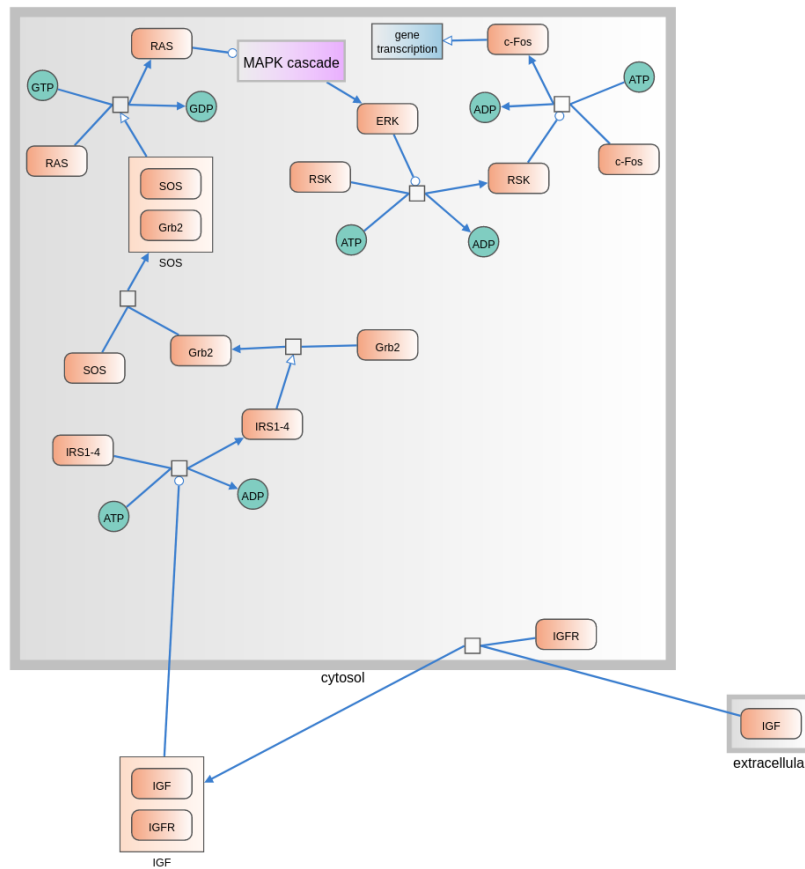 RAS
gene
transcription
c-Fos
MAPK cascade
GTP
GDP
ERK
ADP
ATP
RAS
c-Fos
SOS
RSK
RSK
Grb2
SOS
ATP
ADP
Grb2
Grb2
SOS
IRS1-4
IRS1-4
ATP
ADP
IGFR
cytosol
IGF
extracellular
IGF
IGFR
IGF